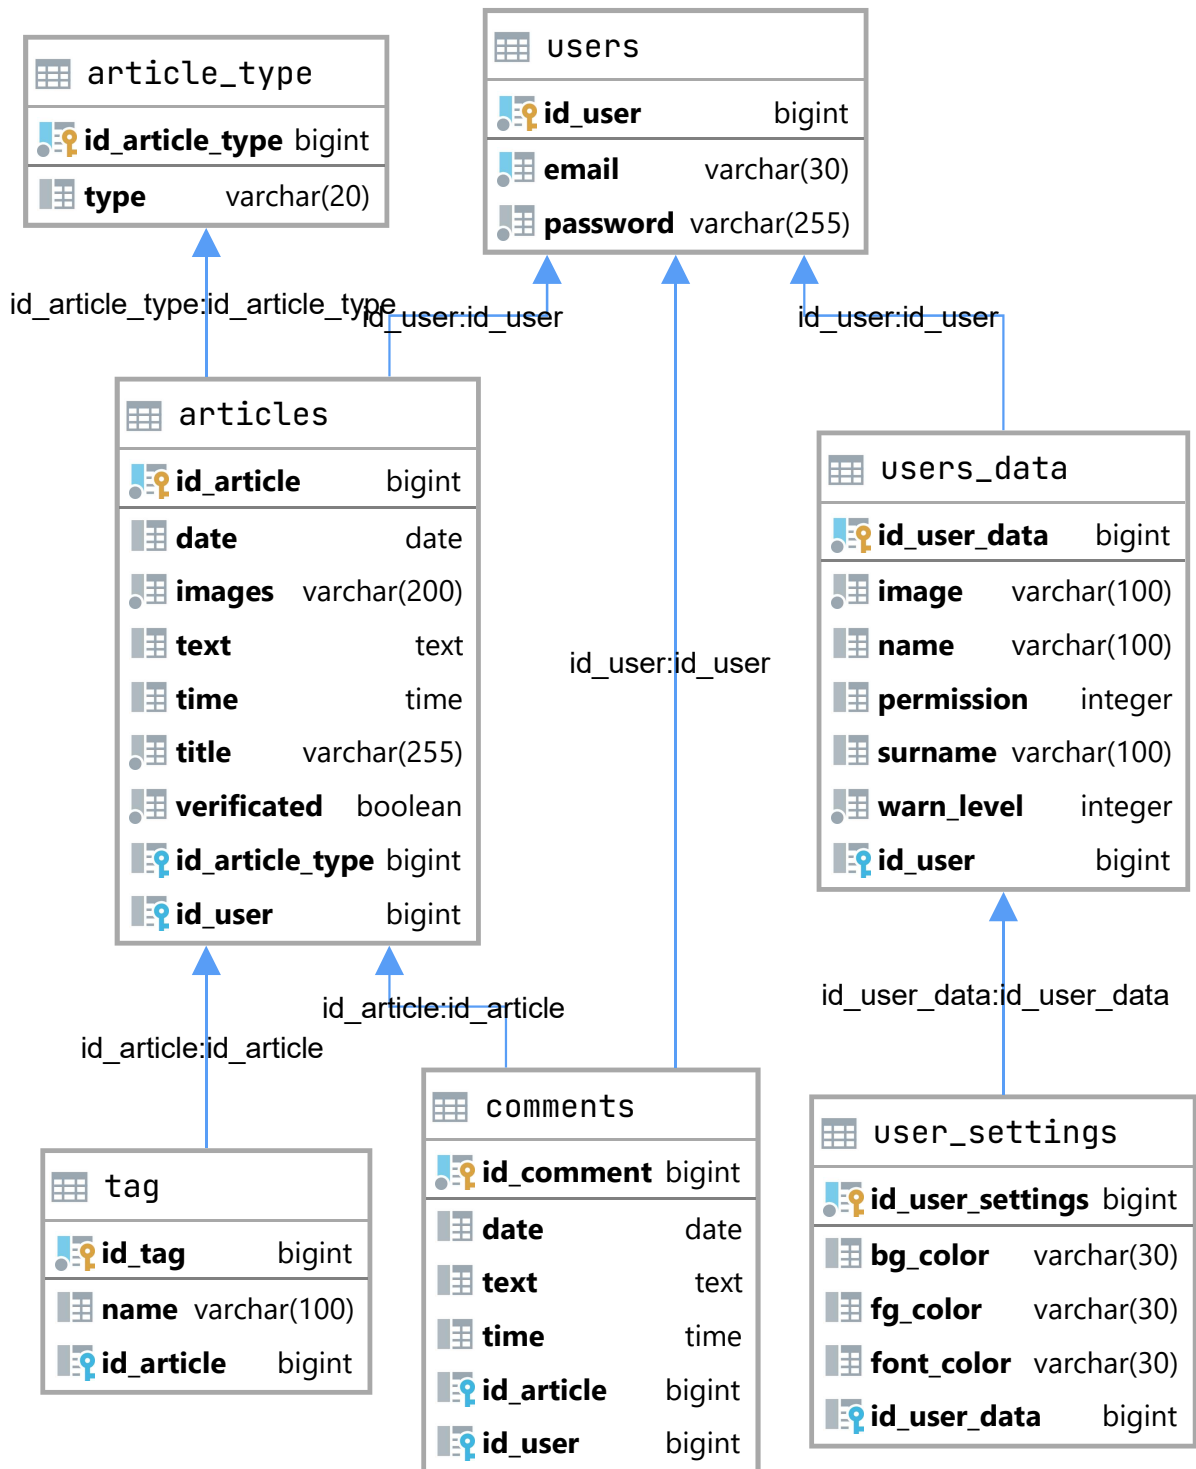 article_type
id_article_type bigint
type varchar(20)
users
id_user bigint
email varchar(30)
password varchar(255)
id_article_type:id_article_type
id_user:id_user
id_user:id_user
articles
id_article bigint
date date
images varchar(200)
text text
time time
title varchar(255)
verificated boolean
id_article_type bigint
id_user bigint
id_user:id_user
users_data
id_user_data bigint
image varchar(100)
name varchar(100)
permission integer
surname varchar(100)
warn_level integer
id_user bigint
id_article:id_article
id_article:id_article
id_user_data:id_user_data
tag
id_tag bigint
name varchar(100)
id_article bigint
comments
id_comment bigint
date date
text text
time time
id_article bigint
id_user bigint
user_settings
id_user_settings bigint
bg_color varchar(30)
fg_color varchar(30)
font_color varchar(30)
id_user_data bigint